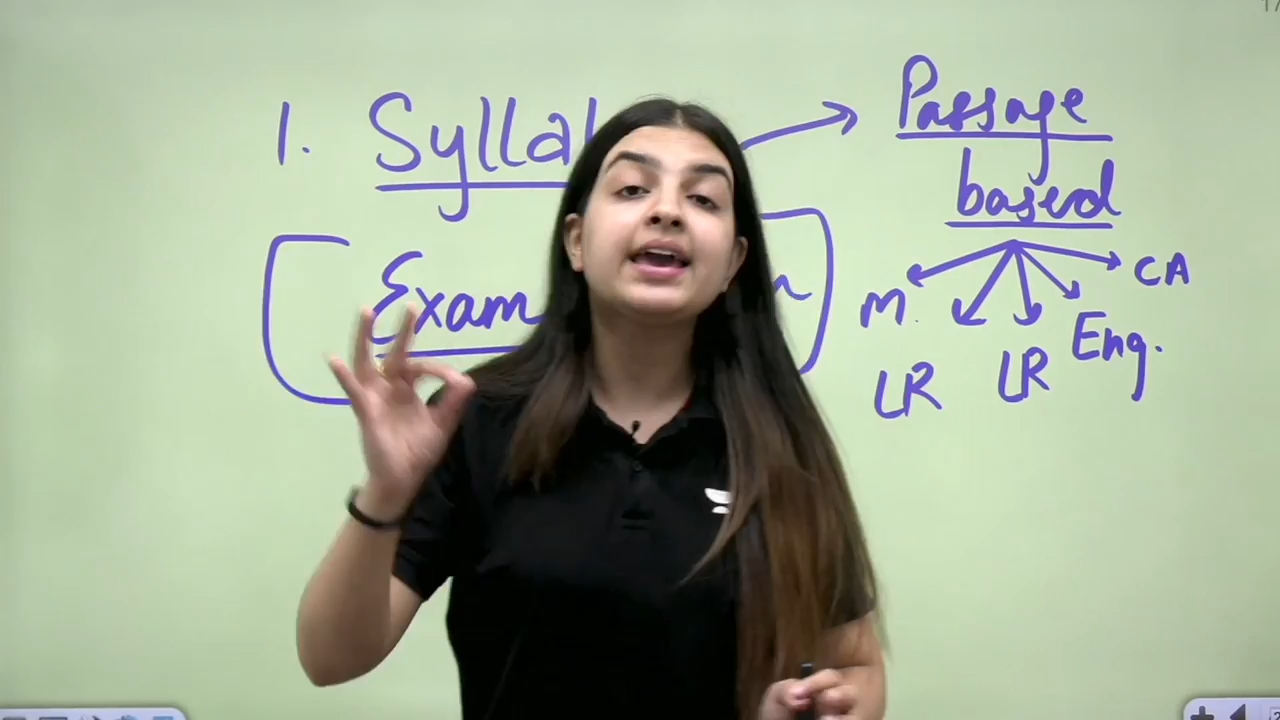 1. Syllab
Passage
based
Exam
M.
LR
LR
Eng.
CA